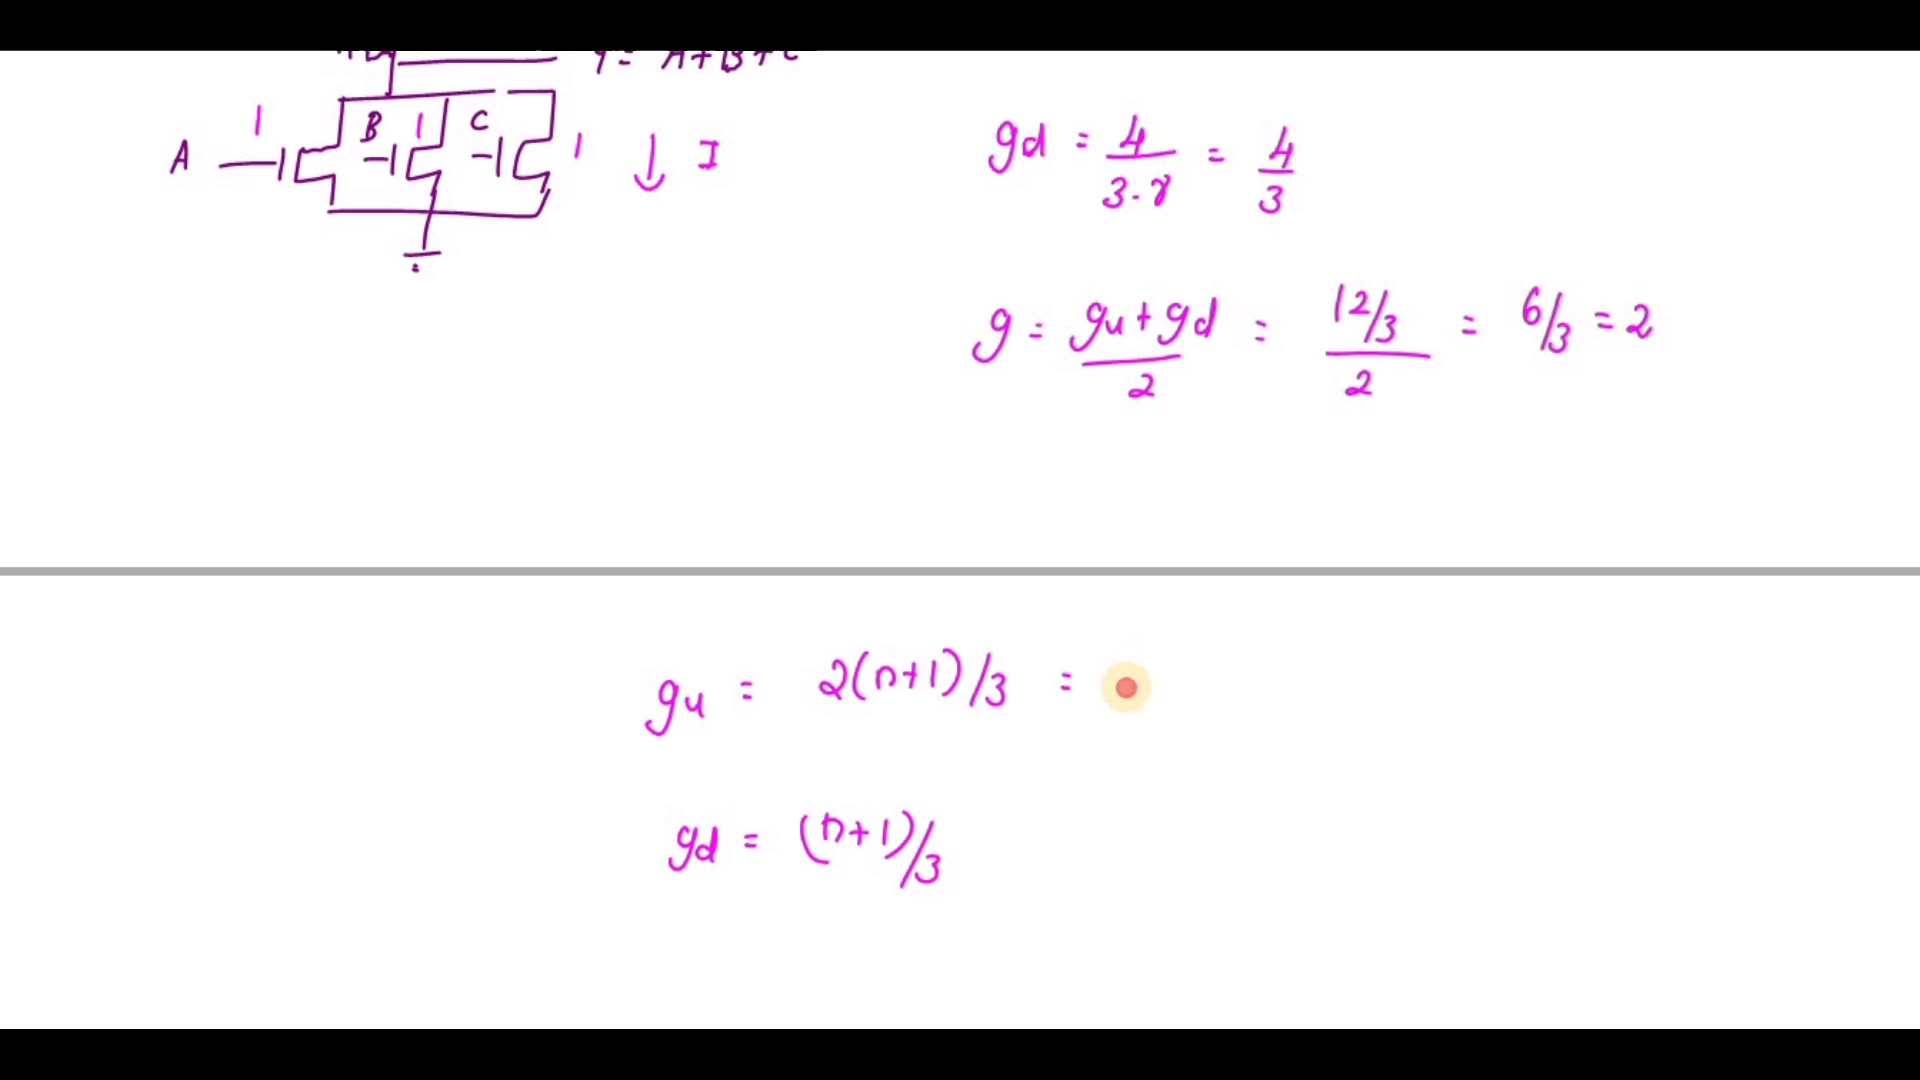 Y = A+B+C
A 1 B 1 C 1 ↓ I
gd = 4/3·γ = 4/3
g = gu+gd/2 = 12/3/2 = 6/3 = 2
gu = 2(n+1)/3 =
gd = (n+1)/3